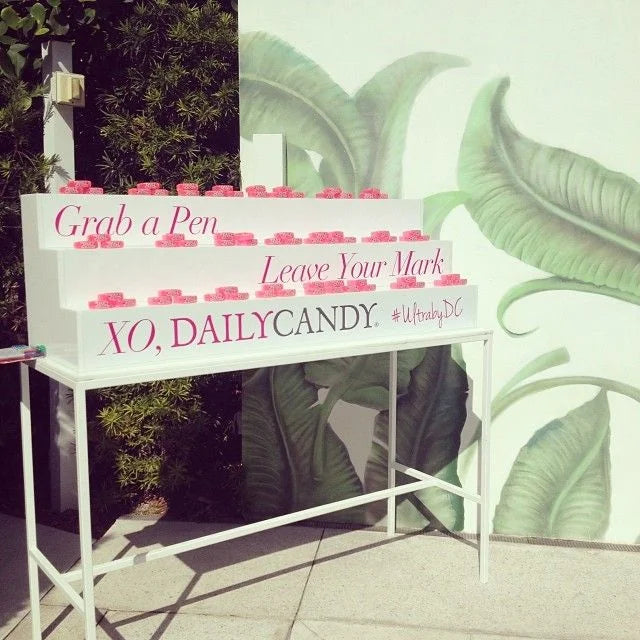 Grab a Pen
Leave Your Mark
XO, DAILYCANDY® #UltrabyDC